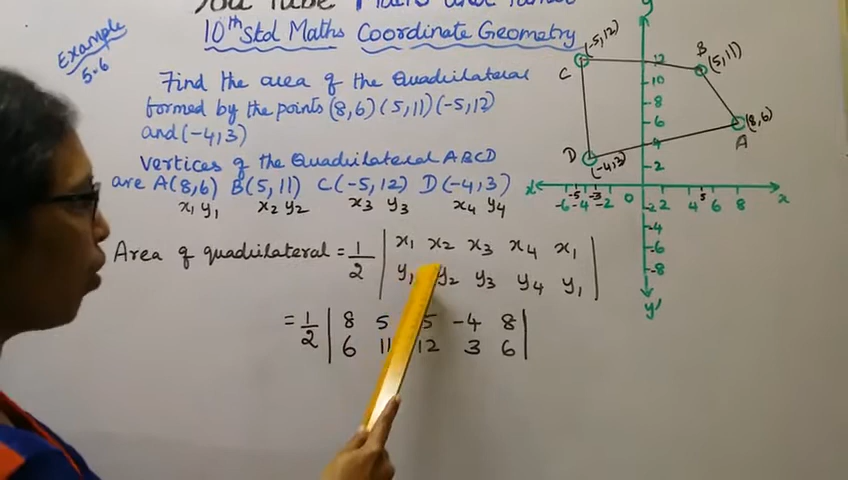 You Tube Maths
10th Std Maths Coordinate Geometry
Example
5.6
Find the area of the Quadrilateral
formed by the points (8,6) (5,11) (-5,12)
and (-4,3)
Vertices of the Quadrilateral ABCD
are A(8,6) B(5,11) C(-5,12) D(-4,3)
x₁ y₁ x₂ y₂ x₃ y₃ x₄ y₄
Area of quadrilateral = 1/2 | x₁ x₂ x₃ x₄ x₁
y₁ y₂ y₃ y₄ y₁ |
= 1/2 | 8 5 5 -4 8
6 11 12 3 6 |
y
(-5,12)
C
B
(5,11)
12
10
8
6
4
2
(8,6)
A
D
(-4,3)
x
-6 -5 -4 -3 -2 0 2 4 5 6 8
x
-2
-4
-6
-8
y'